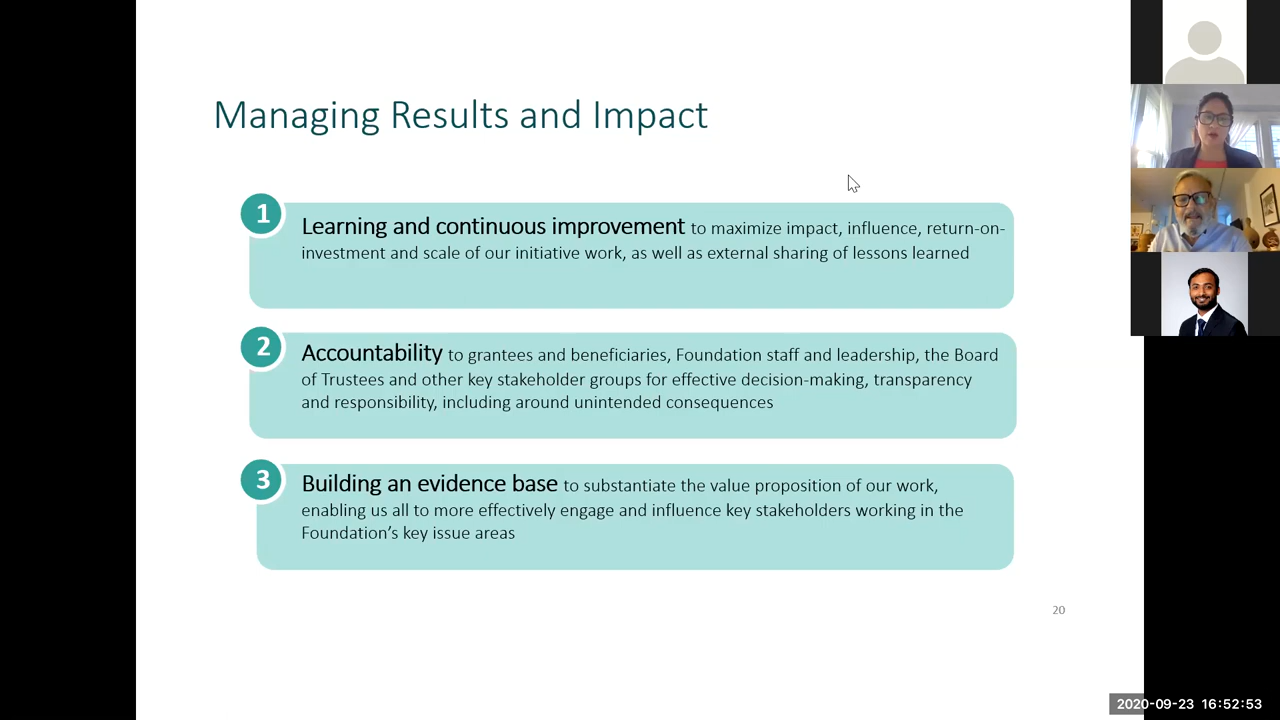 Managing Results and Impact
1
Learning and continuous improvement to maximize impact, influence, return-on-
investment and scale of our initiative work, as well as external sharing of lessons learned
2
Accountability to grantees and beneficiaries, Foundation staff and leadership, the Board
of Trustees and other key stakeholder groups for effective decision-making, transparency
and responsibility, including around unintended consequences
3
Building an evidence base to substantiate the value proposition of our work,
enabling us all to more effectively engage and influence key stakeholders working in the
Foundation’s key issue areas
20
2020-09-23 16:52:53